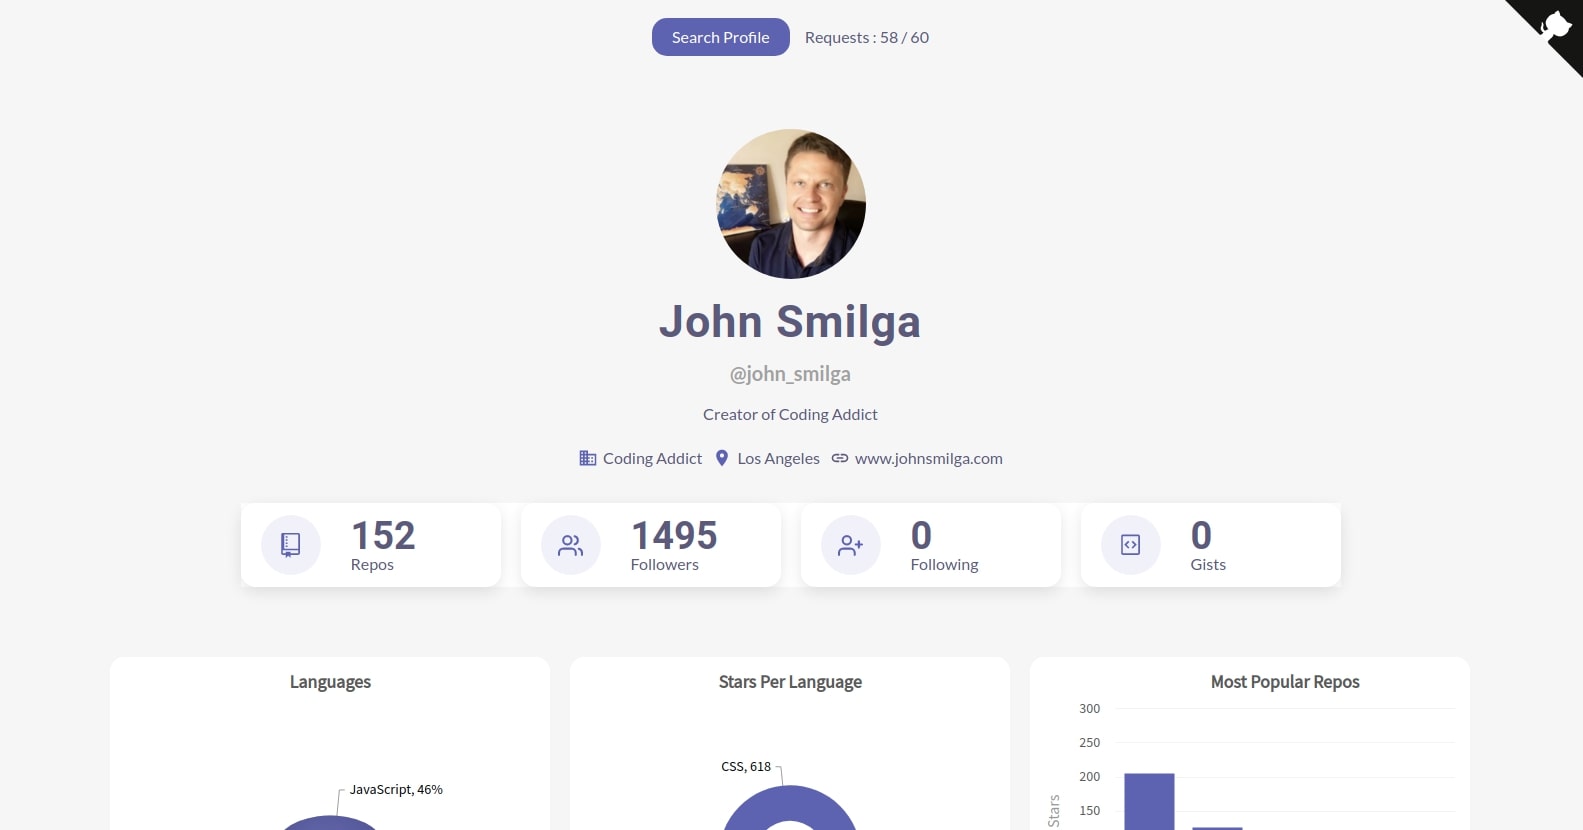 Search Profile Requests : 58 / 60
John Smilga
@john_smilga
Creator of Coding Addict
Coding Addict Los Angeles www.johnsmilga.com
152 1495 0 0
Repos Followers Following Gists
Languages Stars Per Language Most Popular Repos
300
250
CSS, 618
200
JavaScript, 46%
150
Stars